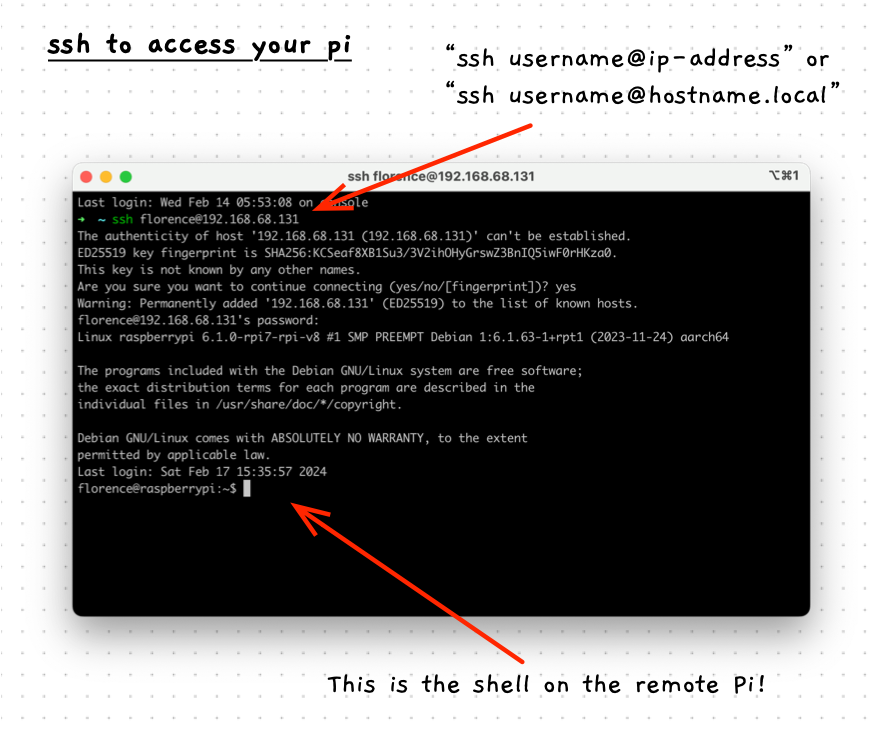 ssh to access your pi
“ssh username@ip-address” or
“ssh username@hostname.local”
ssh florence@192.168.68.131
⌥⌘1
Last login: Wed Feb 14 05:53:08 on console
➜ ~ ssh florence@192.168.68.131
The authenticity of host '192.168.68.131 (192.168.68.131)' can't be established.
ED25519 key fingerprint is SHA256:KCSeaf8XB1Su3/3V2ihOHyGrswZ3BnIQ5iwF0rHKza0.
This key is not known by any other names.
Are you sure you want to continue connecting (yes/no/[fingerprint])? yes
Warning: Permanently added '192.168.68.131' (ED25519) to the list of known hosts.
florence@192.168.68.131's password:
Linux raspberrypi 6.1.0-rpi7-rpi-v8 #1 SMP PREEMPT Debian 1:6.1.63-1+rpt1 (2023-11-24) aarch64
The programs included with the Debian GNU/Linux system are free software;
the exact distribution terms for each program are described in the
individual files in /usr/share/doc/*/copyright.
Debian GNU/Linux comes with ABSOLUTELY NO WARRANTY, to the extent
permitted by applicable law.
Last login: Sat Feb 17 15:35:57 2024
florence@raspberrypi:~$
This is the shell on the remote Pi!